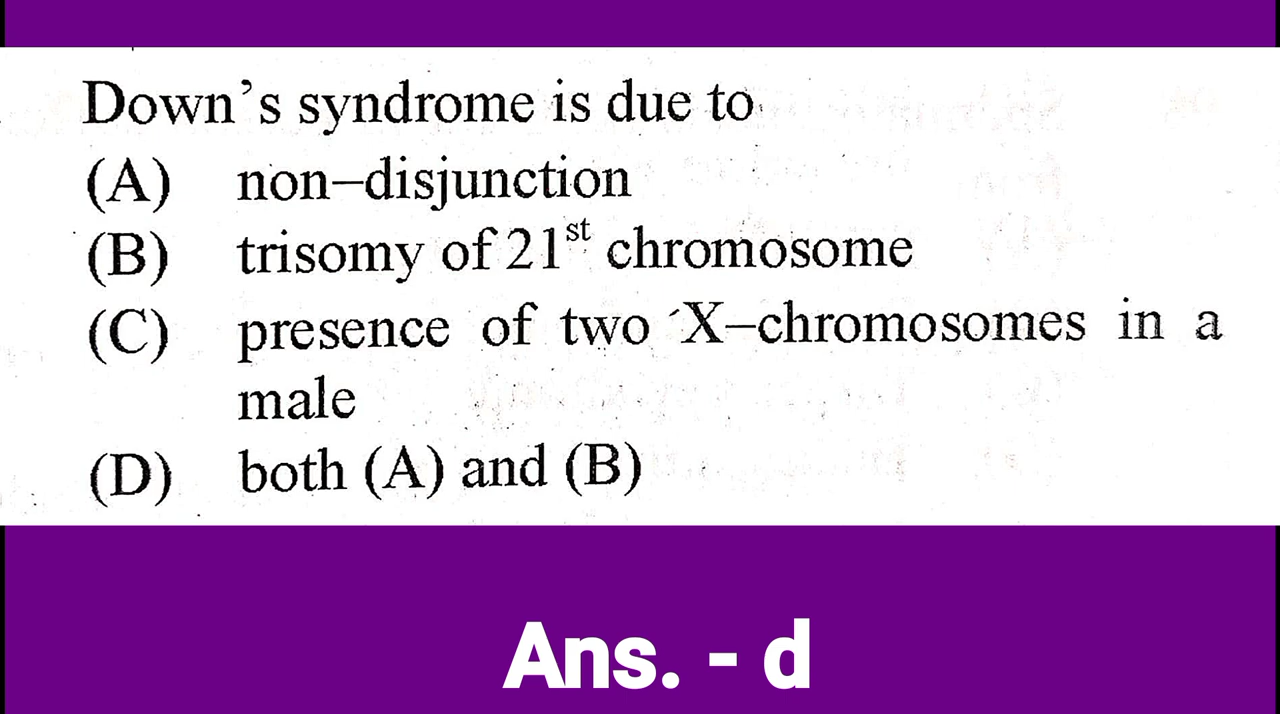 Down’s syndrome is due to
(A) non–disjunction
(B) trisomy of 21st chromosome
(C) presence of two X–chromosomes in a
male
(D) both (A) and (B)
Ans. - d